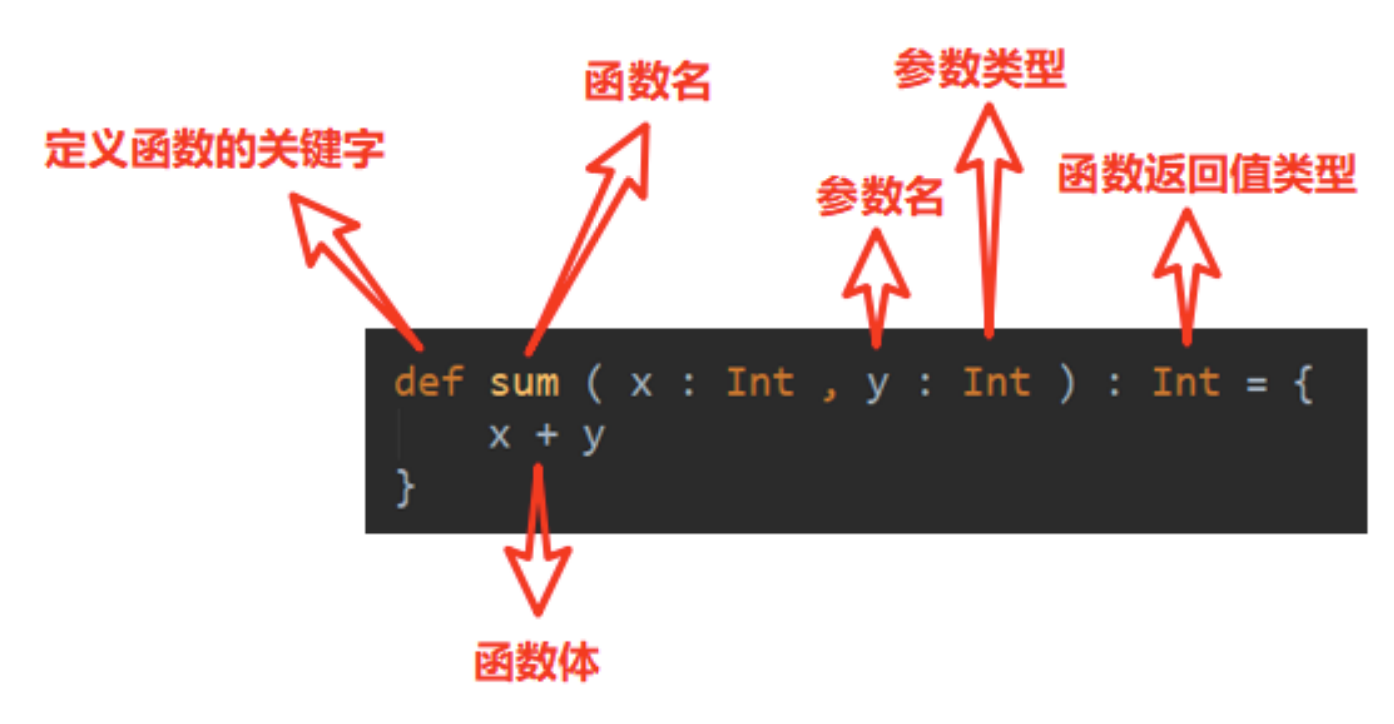 参数类型
函数名
定义函数的关键字
函数返回值类型
参数名
def sum ( x : Int , y : Int ) : Int = {
x + y
}
函数体